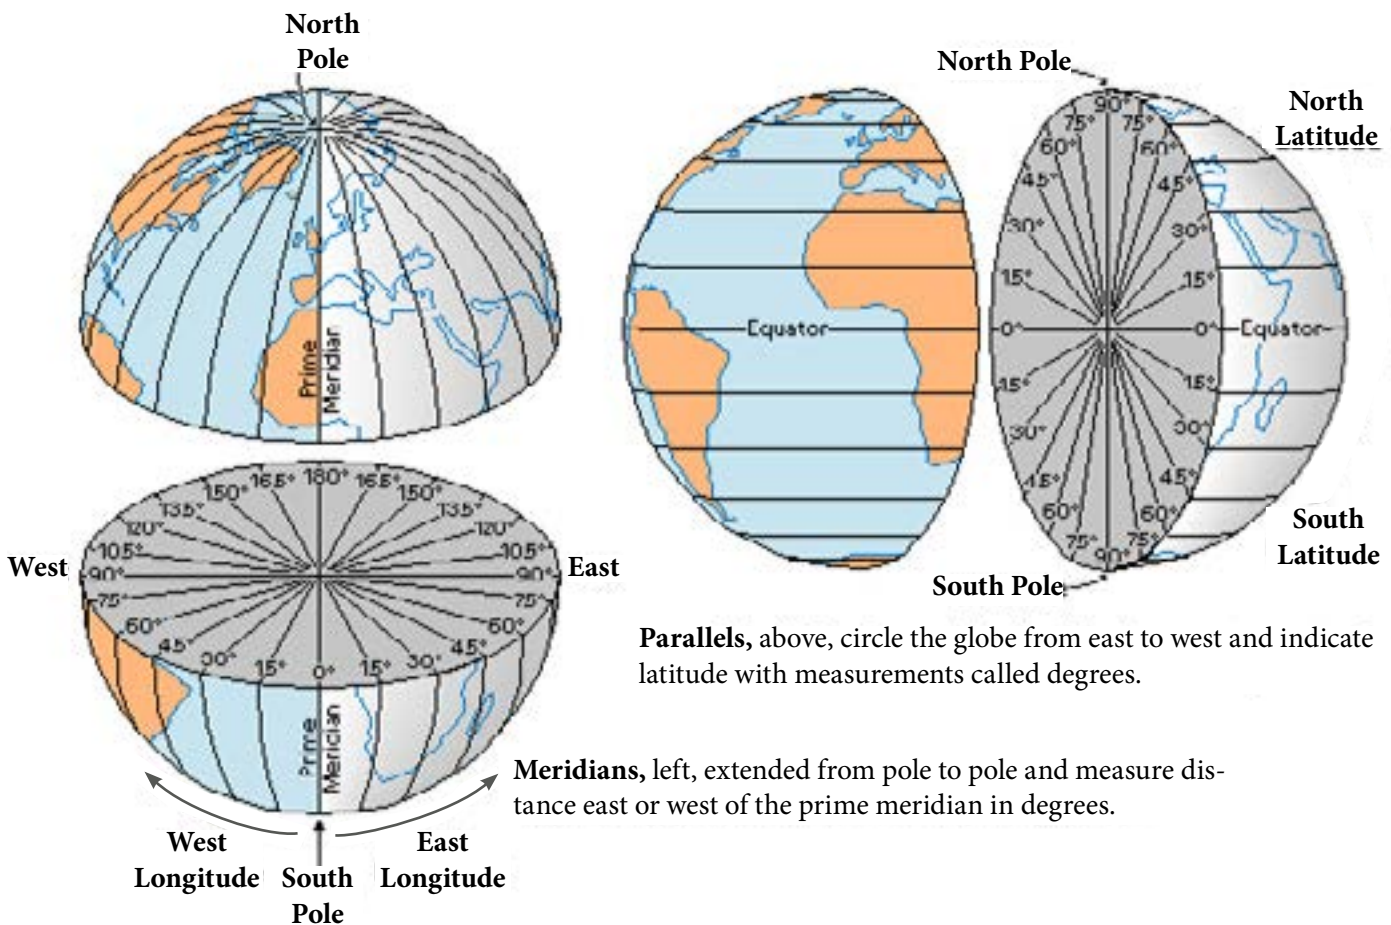 North
Pole
Prime
Meridian
180°
165°
165°
150°
150°
135°
135°
120°
120°
105°
105°
West
90°
90°
East
75°
75°
60°
60°
45°
45°
30°
30°
15°
15°
0°
Prime
Meridian
West
Longitude
South
Pole
East
Longitude
North Pole
North
Latitude
90°
75°
75°
60°
60°
45°
45°
30°
30°
15°
15°
Equator
0°
0°
Equator
15°
15°
30°
30°
45°
45°
60°
60°
75°
75°
90°
South
Latitude
South Pole
Parallels, above, circle the globe from east to west and indicate
latitude with measurements called degrees.
Meridians, left, extended from pole to pole and measure dis-
tance east or west of the prime meridian in degrees.